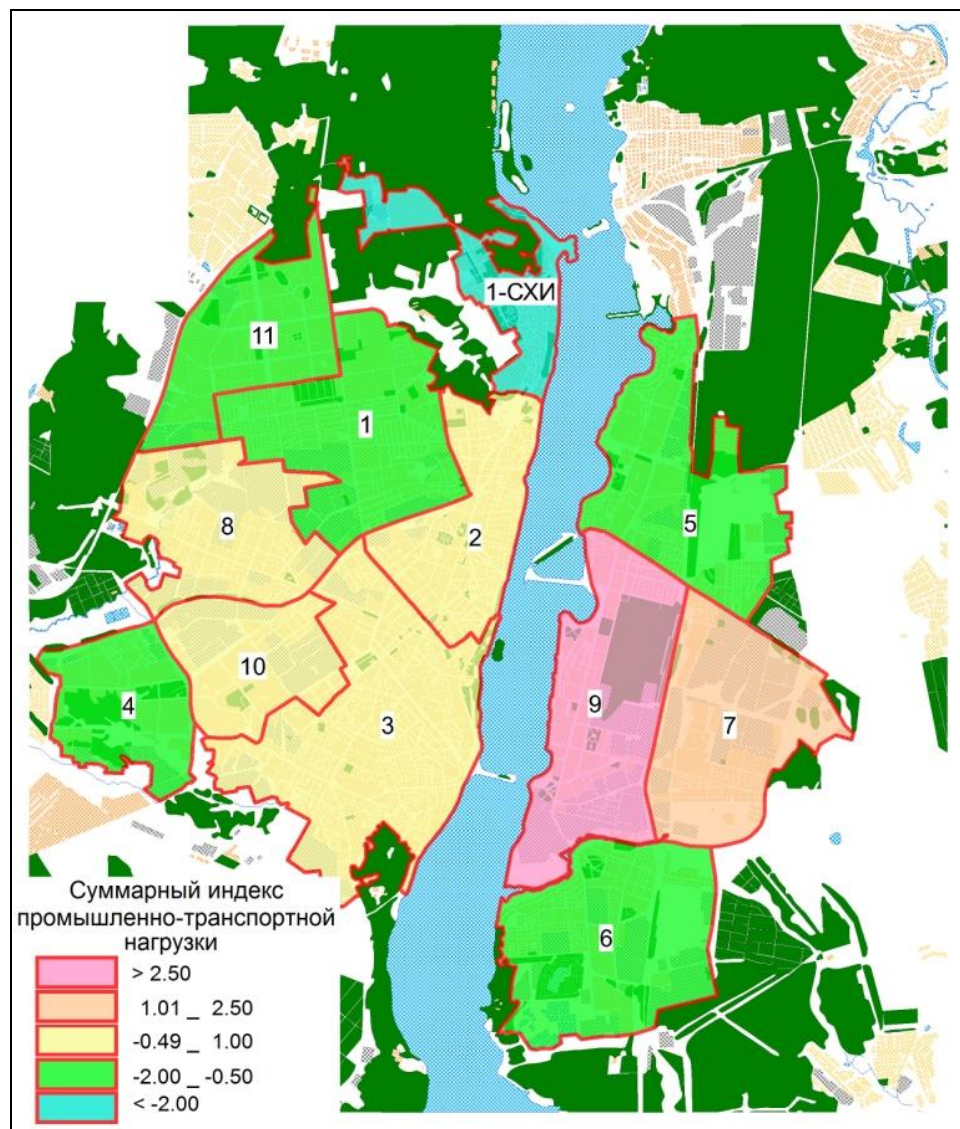 1-СХИ
11
1
2
8
5
10
4
3
9
7
6
Суммарный индекс
промышленно-транспортной
нагрузки
> 2.50
1.01 _ 2.50
-0.49 _ 1.00
-2.00 _ -0.50
< -2.00